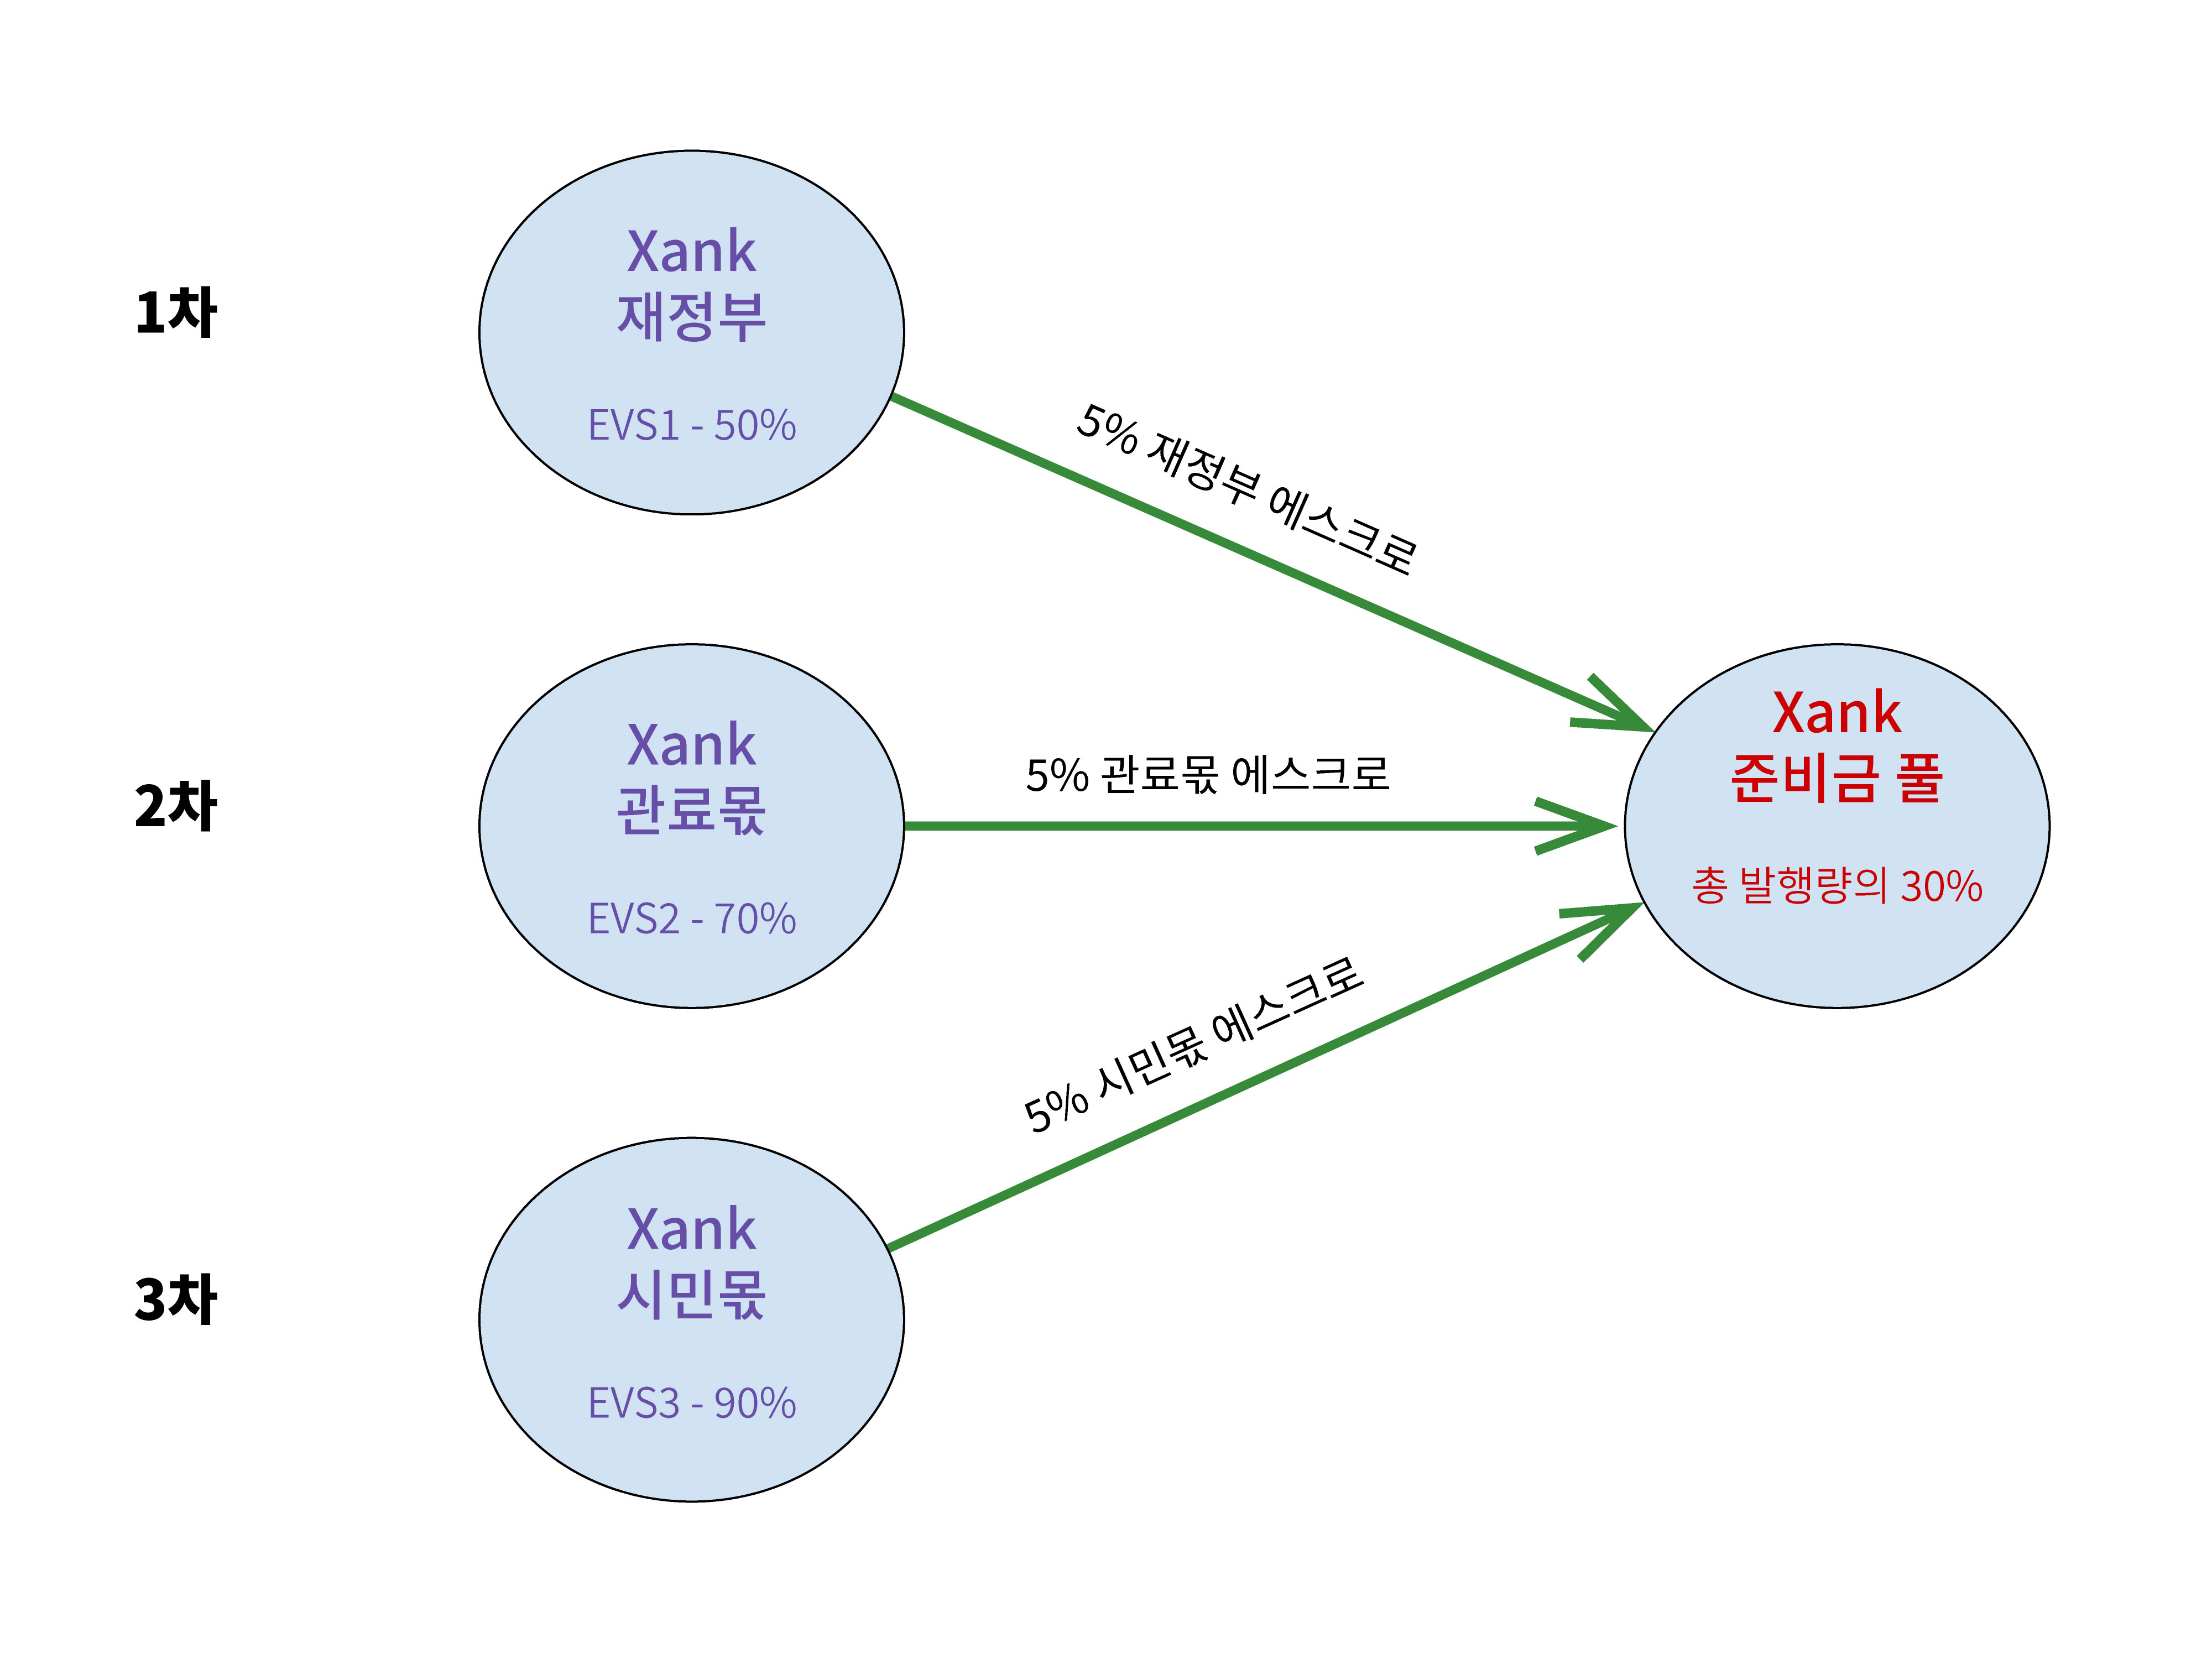 1차
Xank
재정부
EVS1 - 50%
5% 재정부 에스크로
2차
Xank
관료몫
EVS2 - 70%
5% 관료몫 에스크로
Xank
준비금 풀
총 발행량의 30%
5% 시민몫 에스크로
3차
Xank
시민몫
EVS3 - 90%